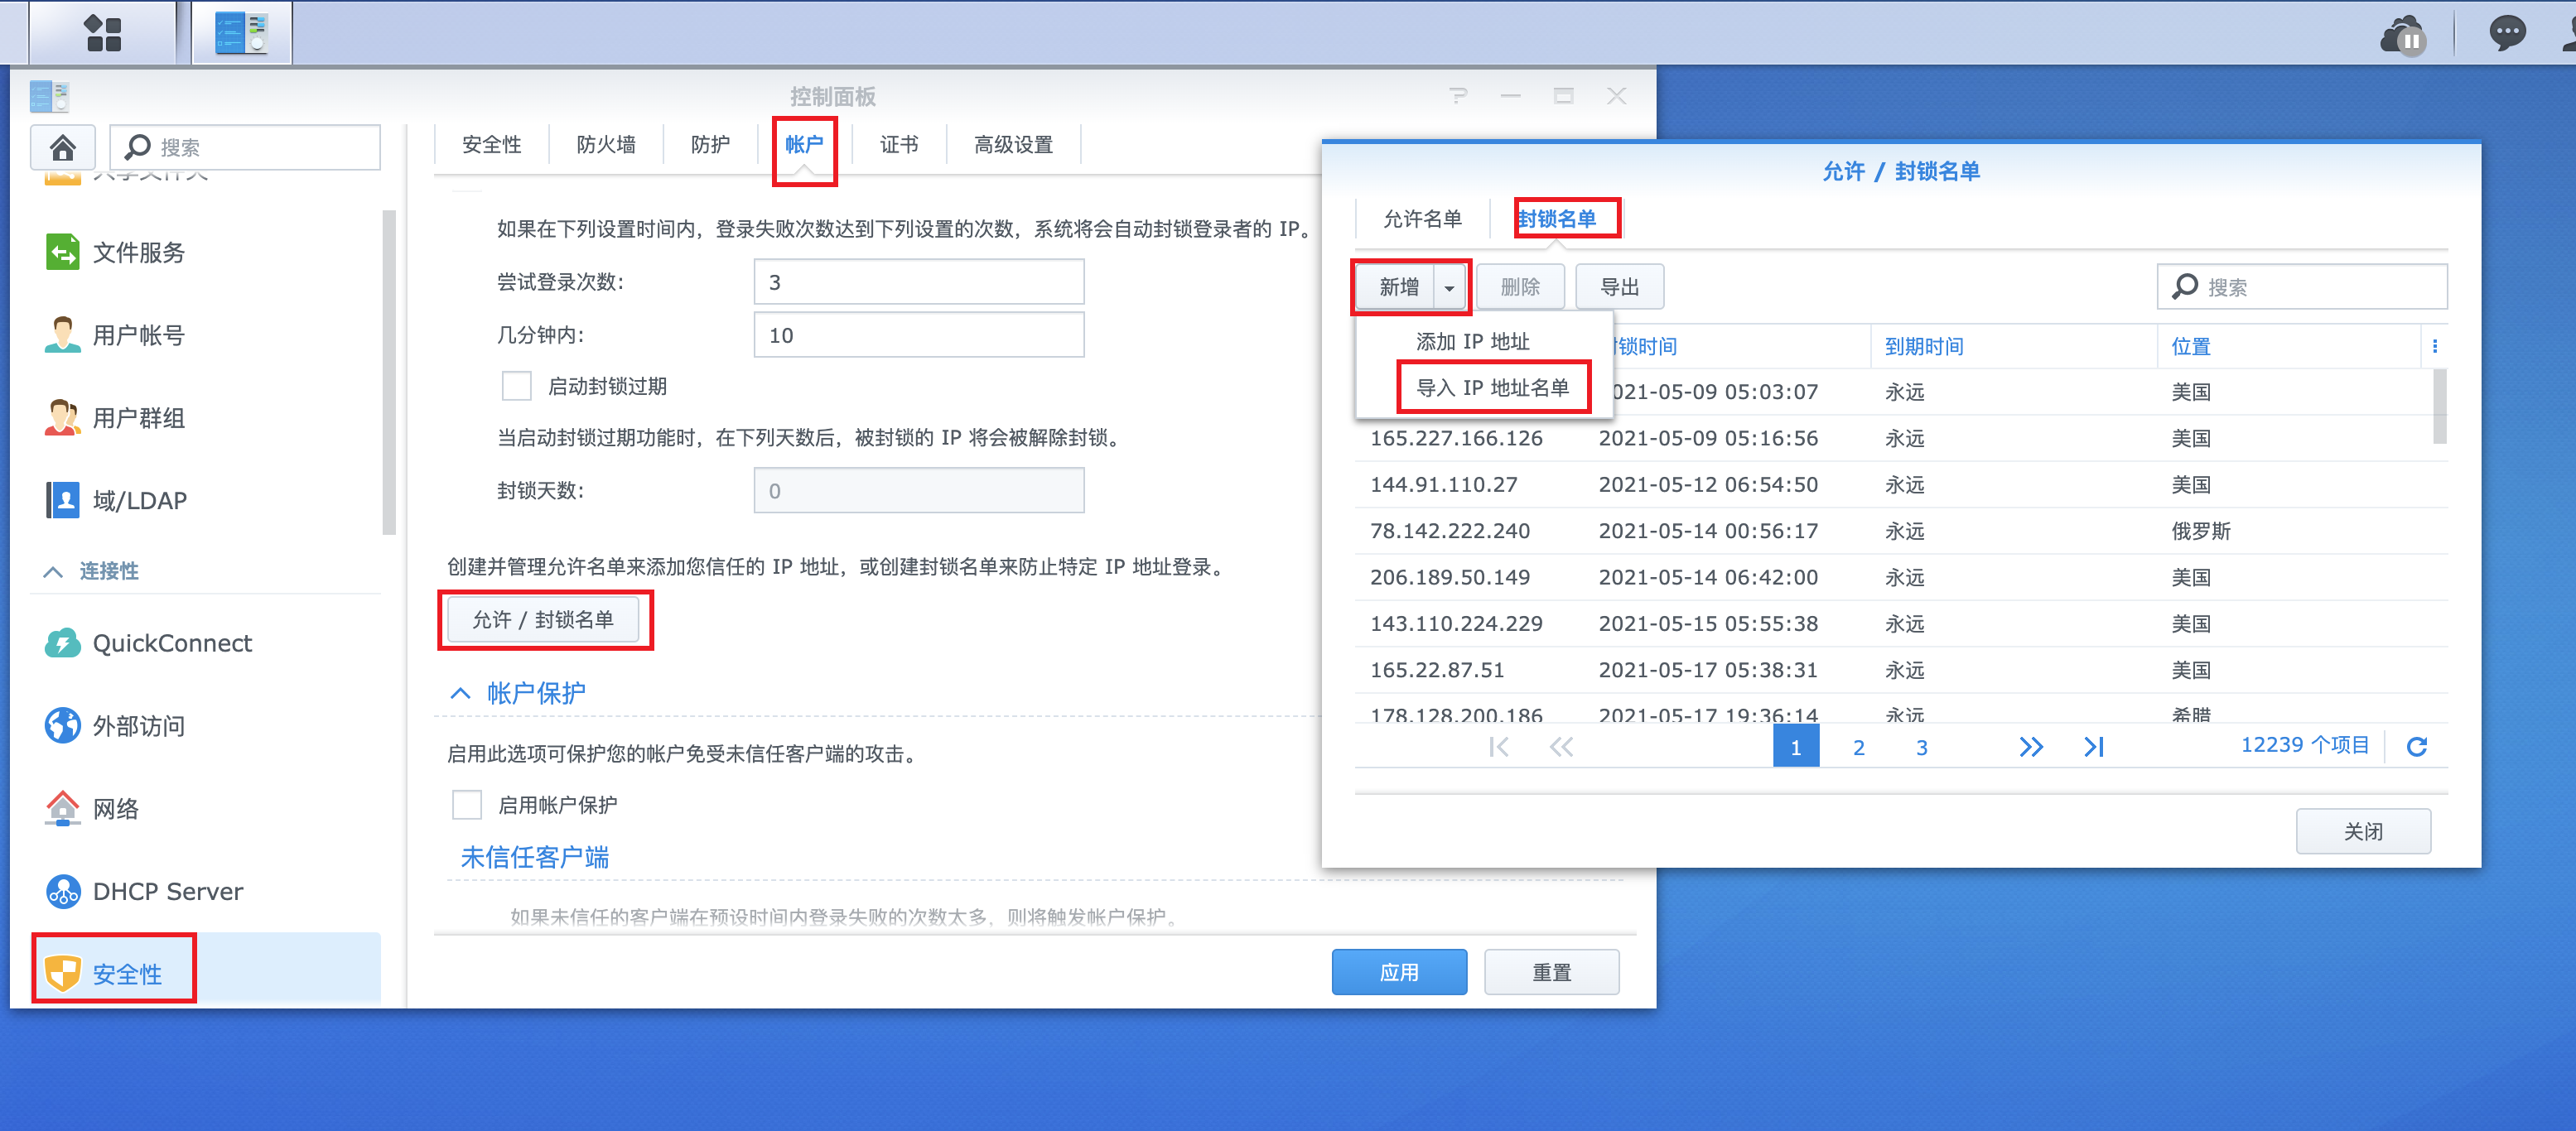 控制面板
搜索
共享文件夹
文件服务
用户帐号
用户群组
域/LDAP
连接性
QuickConnect
外部访问
网络
DHCP Server
安全性
安全性
防火墙
防护
帐户
证书
高级设置
如果在下列设置时间内，登录失败次数达到下列设置的次数，系统将会自动封锁登录者的 IP。
尝试登录次数:
3
几分钟内:
10
启动封锁过期
当启动封锁过期功能时，在下列天数后，被封锁的 IP 将会被解除封锁。
封锁天数:
0
创建并管理允许名单来添加您信任的 IP 地址，或创建封锁名单来防止特定 IP 地址登录。
允许 / 封锁名单
帐户保护
启用此选项可保护您的帐户免受未信任客户端的攻击。
启用帐户保护
未信任客户端
如果未信任的客户端在预设时间内登录失败的次数太多，则将触发帐户保护。
应用
重置
允许 / 封锁名单
允许名单
封锁名单
新增
删除
导出
搜索
添加 IP 地址
导入 IP 地址名单
锁时间 到期时间 位置
021-05-09 05:03:07 永远 美国
165.227.166.126 2021-05-09 05:16:56 永远 美国
144.91.110.27 2021-05-12 06:54:50 永远 美国
78.142.222.240 2021-05-14 00:56:17 永远 俄罗斯
206.189.50.149 2021-05-14 06:42:00 永远 美国
143.110.224.229 2021-05-15 05:55:38 永远 美国
165.22.87.51 2021-05-17 05:38:31 永远 美国
178.128.200.186 2021-05-17 19:36:14 永远 希腊
1 2 3
12239 个项目
关闭